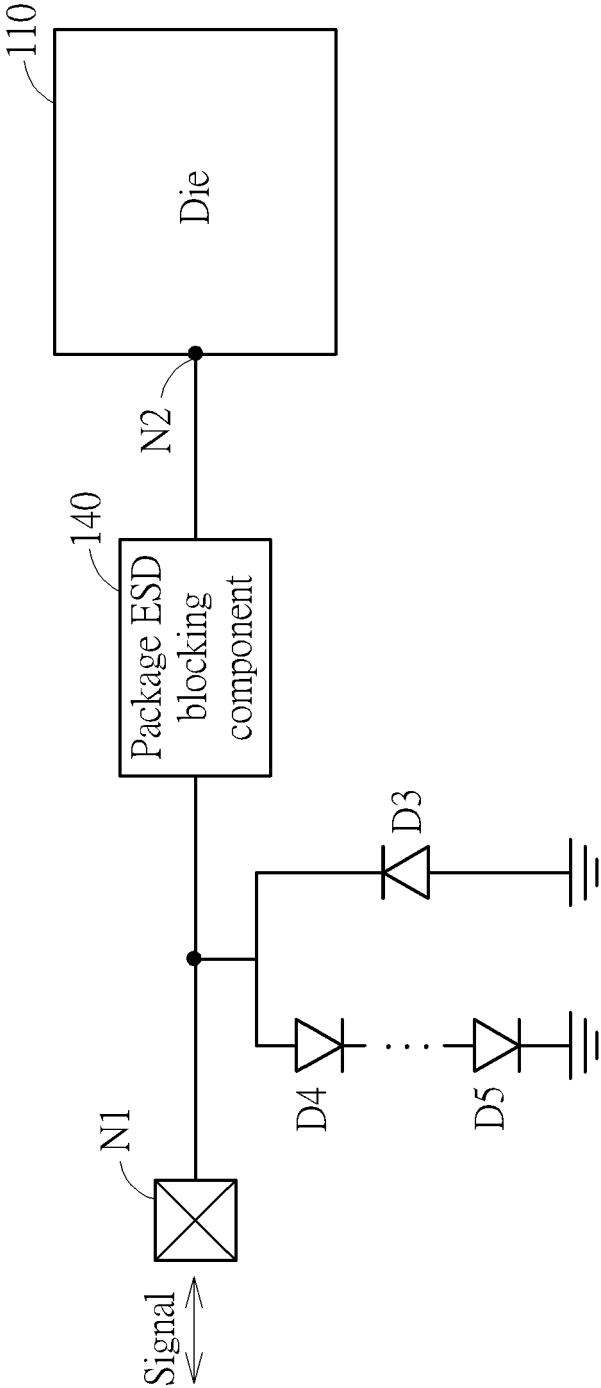 Signal
N1
D4
D5
D3
140
Package ESD
blocking
component
N2
110
Die